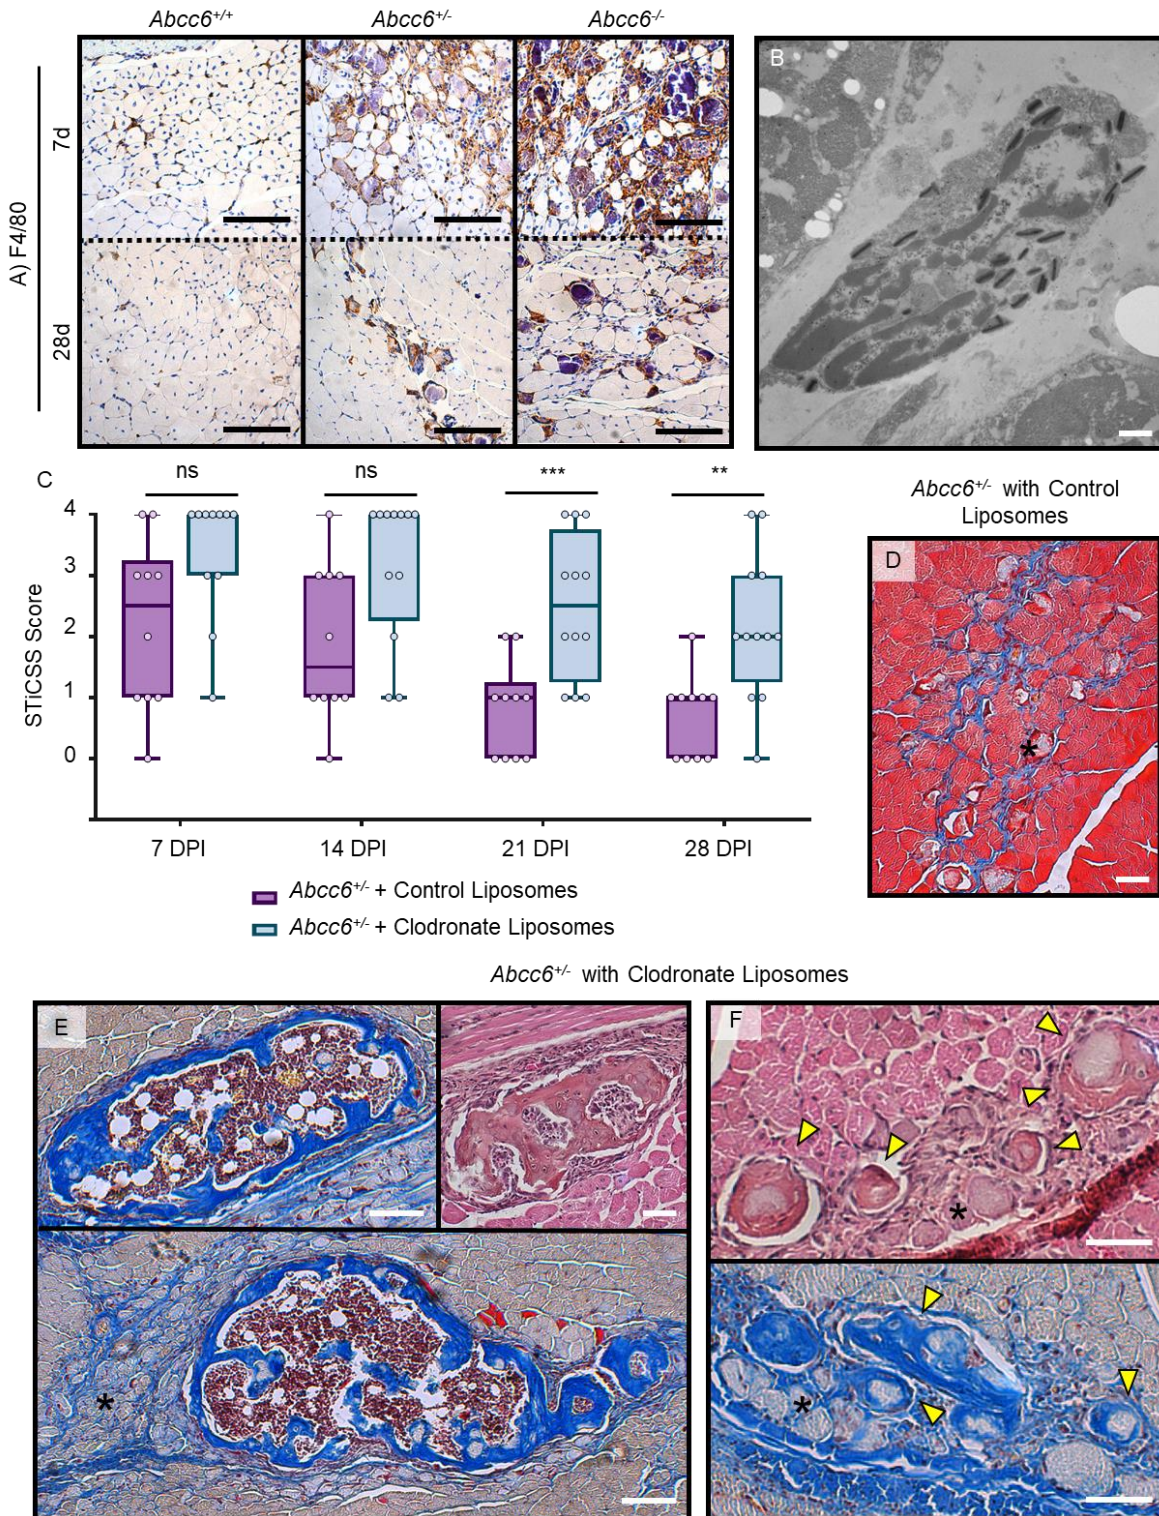 Abcc6+/+ Abcc6+/- Abcc6-/-
A) F4/80
7d
28d
B
C
ns ns *** **
STiCSS Score
4
3
2
1
0
7 DPI 14 DPI 21 DPI 28 DPI
Abcc6+/- + Control Liposomes
Abcc6+/- + Clodronate Liposomes
Abcc6+/- with Control
Liposomes
D
*
Abcc6+/- with Clodronate Liposomes
E
*
F
*
*